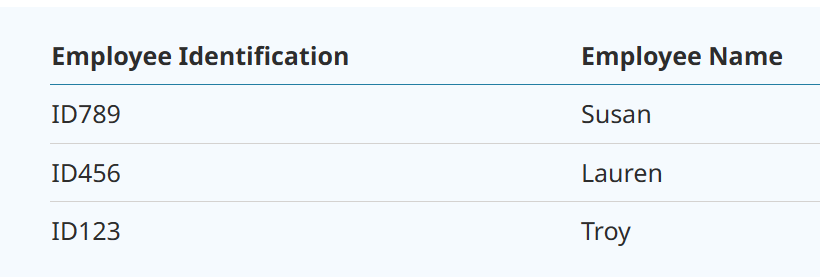 Employee Identification Employee Name
ID789 Susan
ID456 Lauren
ID123 Troy